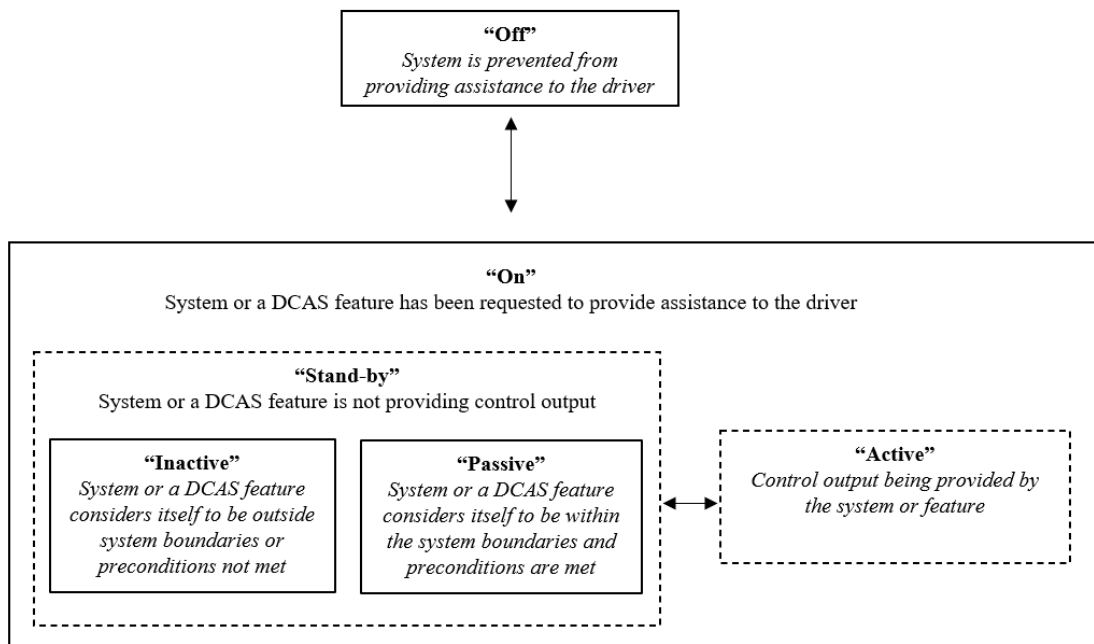 “Off”
System is prevented from
providing assistance to the driver
“On”
System or a DCAS feature has been requested to provide assistance to the driver
“Stand-by”
System or a DCAS feature is not providing control output
“Inactive”
System or a DCAS feature
considers itself to be outside
system boundaries or
preconditions not met
“Passive”
System or a DCAS feature
considers itself to be within
the system boundaries and
preconditions are met
“Active”
Control output being provided by
the system or feature